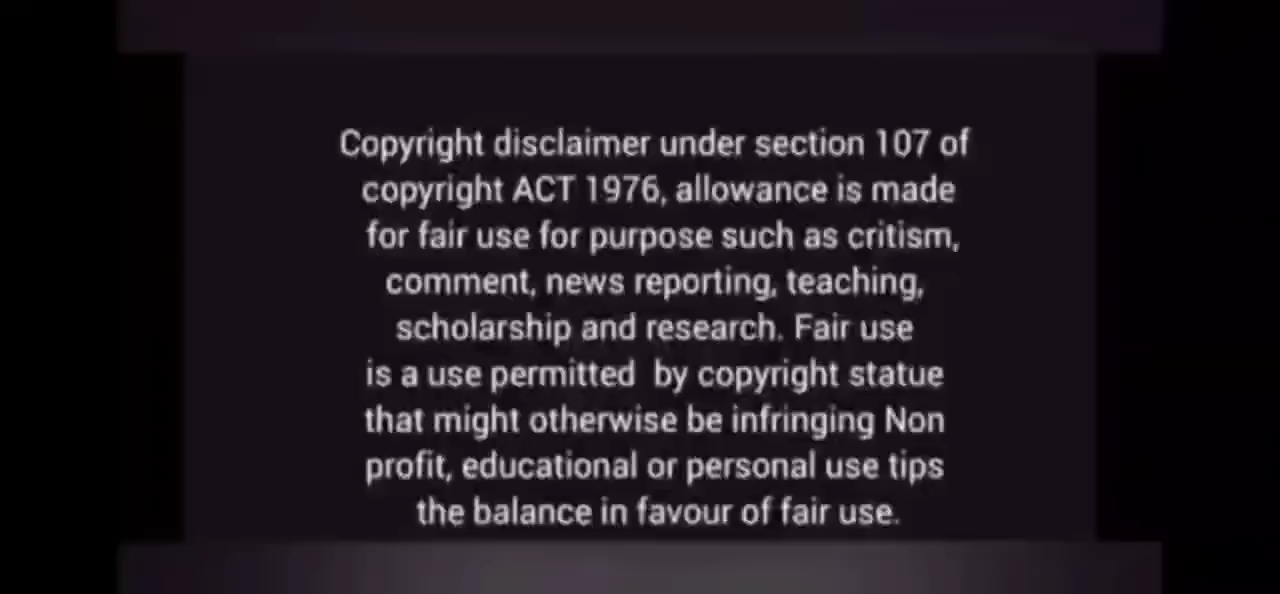 Copyright disclaimer under section 107 of
copyright ACT 1976, allowance is made
for fair use for purpose such as critism,
comment, news reporting, teaching,
scholarship and research. Fair use
is a use permitted by copyright statue
that might otherwise be infringing Non
profit, educational or personal use tips
the balance in favour of fair use.